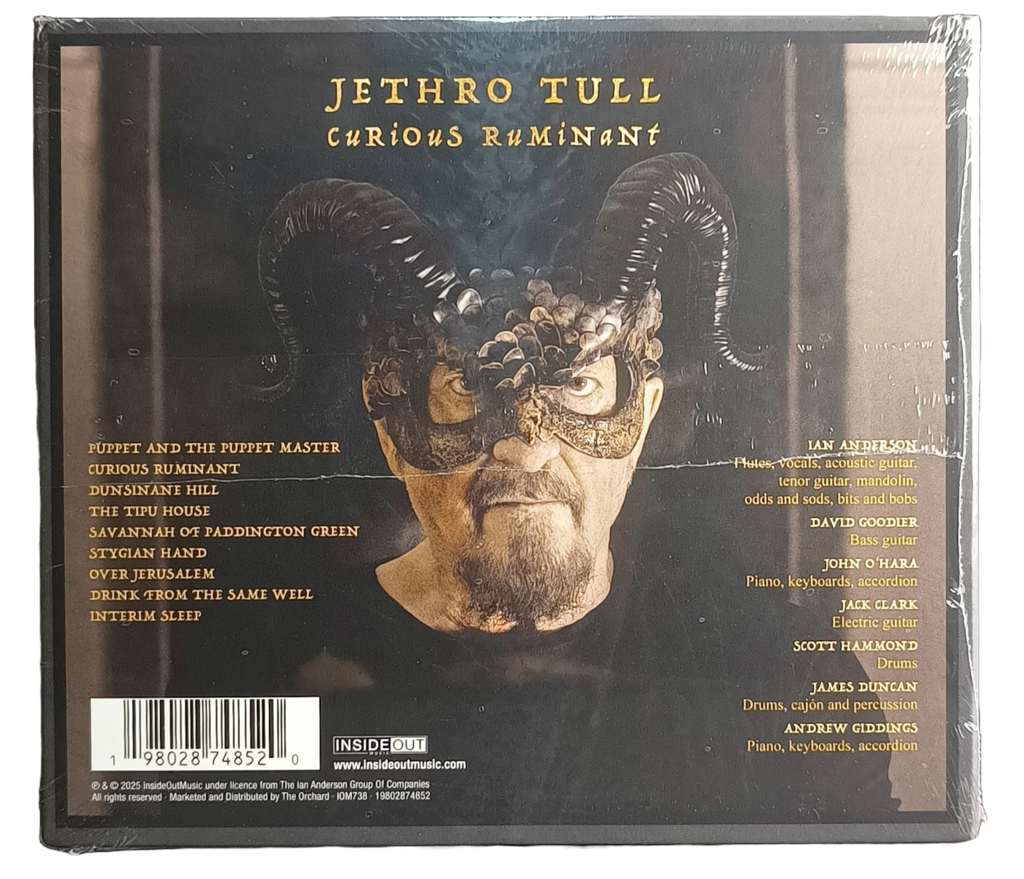 JETHRO TULL
CURIOUS RUMINANT
PUPPET AND THE PUPPET MASTER
CURIOUS RUMINANT
DUNSINANE HILL
THE TIPU HOUSE
SAVANNAH OF PADDINGTON GREEN
STYGIAN HAND
OVER JERUSALEM
DRINK FROM THE SAME WELL
INTERIM SLEEP
IAN ANDERSON
Flutes, vocals, acoustic guitar,
tenor guitar, mandolin,
odds and sods, bits and bobs
DAVID GOODIER
Bass guitar
JOHN O'HARA
Piano, keyboards, accordion
JACK CLARK
Electric guitar
SCOTT HAMMOND
Drums
JAMES DUNCAN
Drums, cajón and percussion
ANDREW GIDDINGS
Piano, keyboards, accordion
1 98028 74852 0
INSIDEOUT
MUSIC
www.insideoutmusic.com
℗ & © 2025 InsideOutMusic under licence from The Ian Anderson Group Of Companies
All rights reserved · Marketed and Distributed by The Orchard · IOM738 · 19802874852